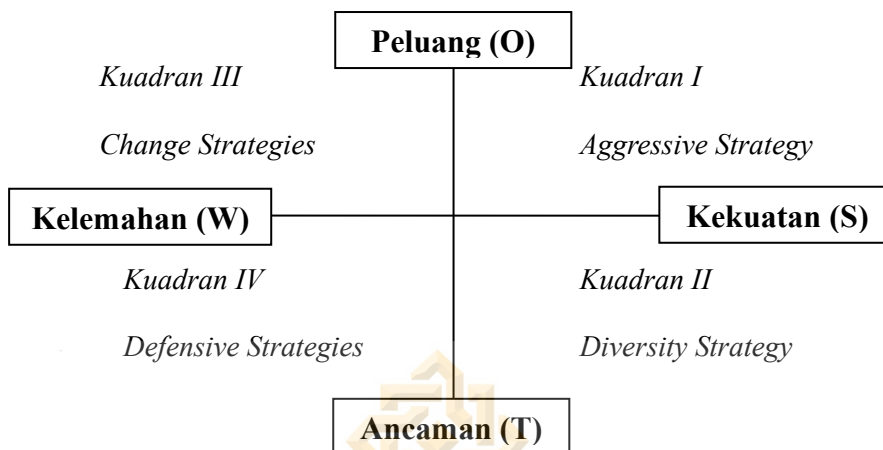 Peluang (O)
Kuadran III
Kuadran I
Change Strategies
Aggressive Strategy
Kelemahan (W)
Kekuatan (S)
Kuadran IV
Kuadran II
Defensive Strategies
Diversity Strategy
Ancaman (T)